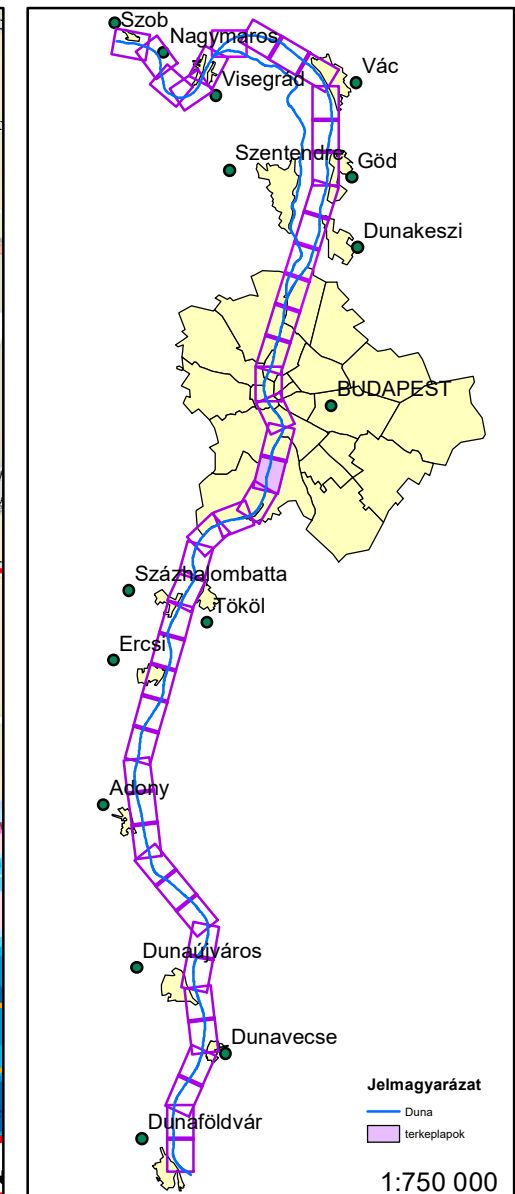 Szob
Nagymaros
Visegrád
Vác
Szentendre
Göd
Dunakeszi
BUDAPEST
Százhalombatta
Tököl
Ercsi
Adony
Dunaújváros
Dunavecse
Dunaföldvár
Jelmagyarázat
Duna
terkeplapok
1:750 000